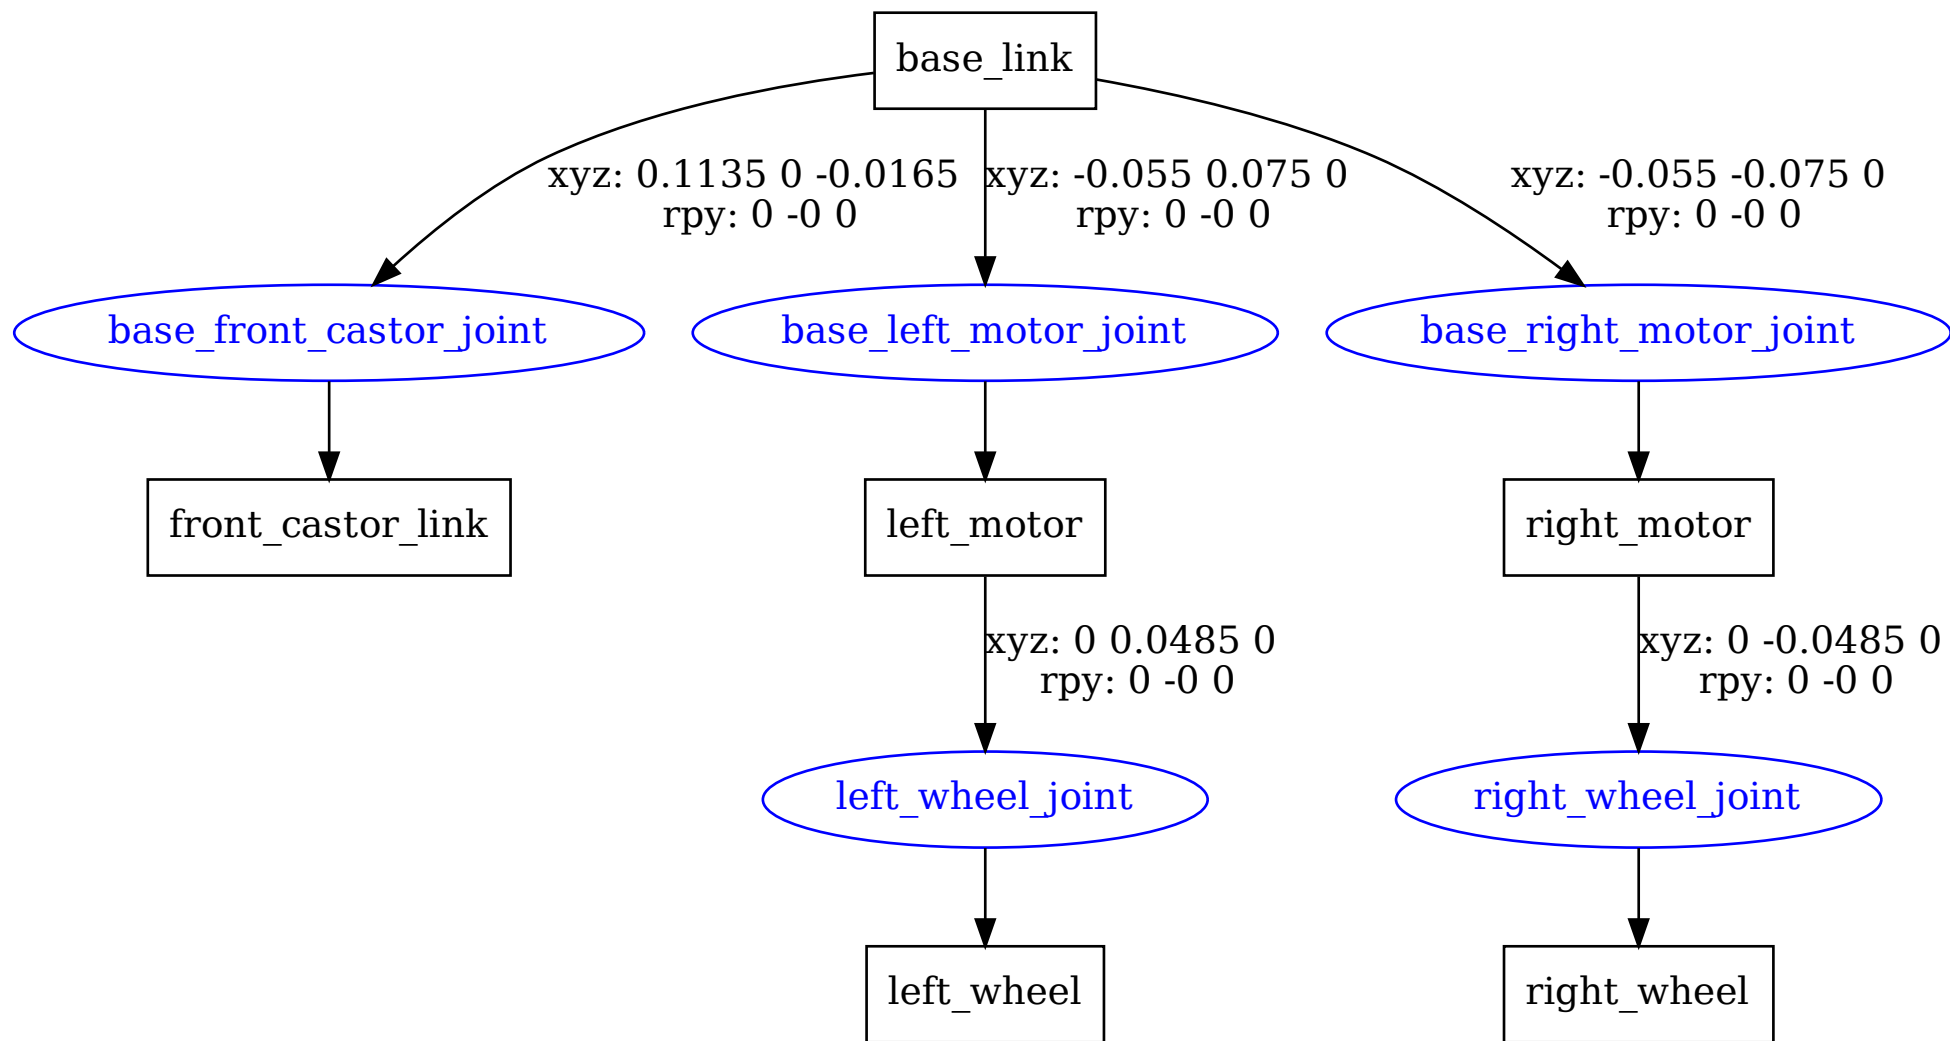 base_link
xyz: 0.1135 0 -0.0165
rpy: 0 -0 0
xyz: -0.055 0.075 0
rpy: 0 -0 0
xyz: -0.055 -0.075 0
rpy: 0 -0 0
base_front_castor_joint
base_left_motor_joint
base_right_motor_joint
front_castor_link
left_motor
right_motor
xyz: 0 0.0485 0
rpy: 0 -0 0
xyz: 0 -0.0485 0
rpy: 0 -0 0
left_wheel_joint
right_wheel_joint
left_wheel
right_wheel